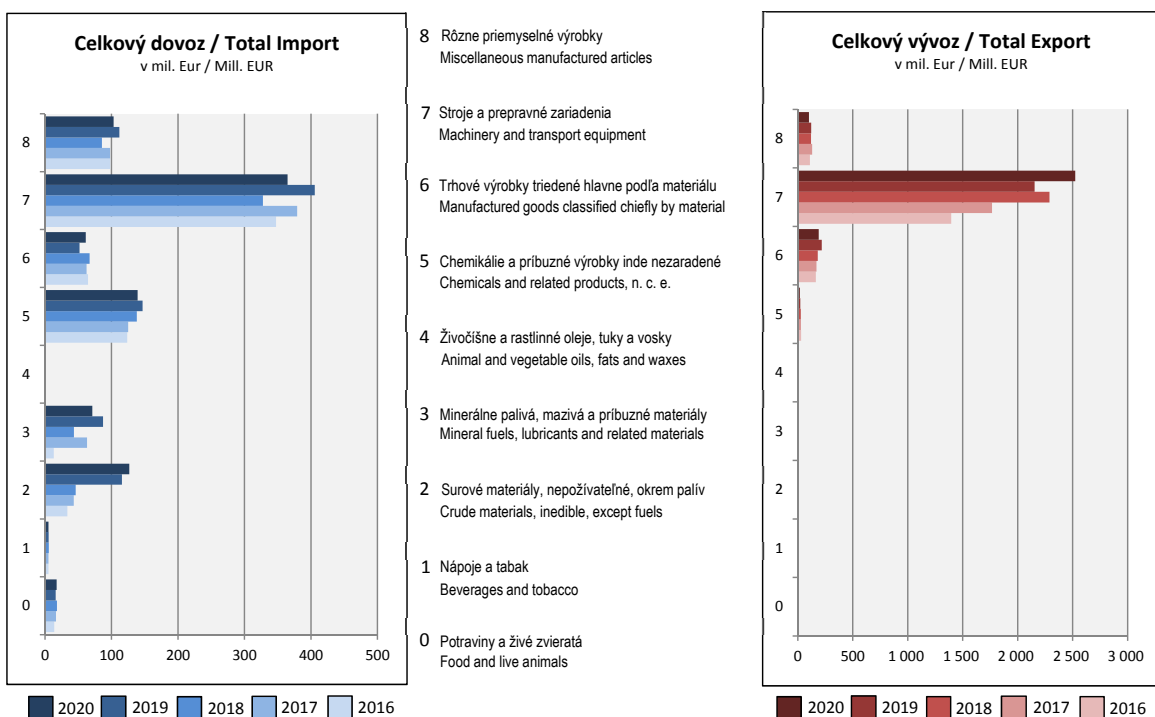 Celkový dovoz / Total Import
v mil. Eur / Mill. EUR
8
7
6
5
4
3
2
1
0
0 100 200 300 400 500
2020 2019 2018 2017 2016
8 Rôzne priemyselné výrobky
Miscellaneous manufactured articles
7 Stroje a prepravné zariadenia
Machinery and transport equipment
6 Trhové výrobky triedené hlavne podľa materiálu
Manufactured goods classified chiefly by material
5 Chemikálie a príbuzné výrobky inde nezaradené
Chemicals and related products, n. c. e.
4 Živočíšne a rastlinné oleje, tuky a vosky
Animal and vegetable oils, fats and waxes
3 Minerálne palivá, mazivá a príbuzné materiály
Mineral fuels, lubricants and related materials
2 Surové materiály, nepožívateľné, okrem palív
Crude materials, inedible, except fuels
1 Nápoje a tabak
Beverages and tobacco
0 Potraviny a živé zvieratá
Food and live animals
Celkový vývoz / Total Export
v mil. Eur / Mill. EUR
8
7
6
5
4
3
2
1
0
0 500 1 000 1 500 2 000 2 500 3 000
2020 2019 2018 2017 2016